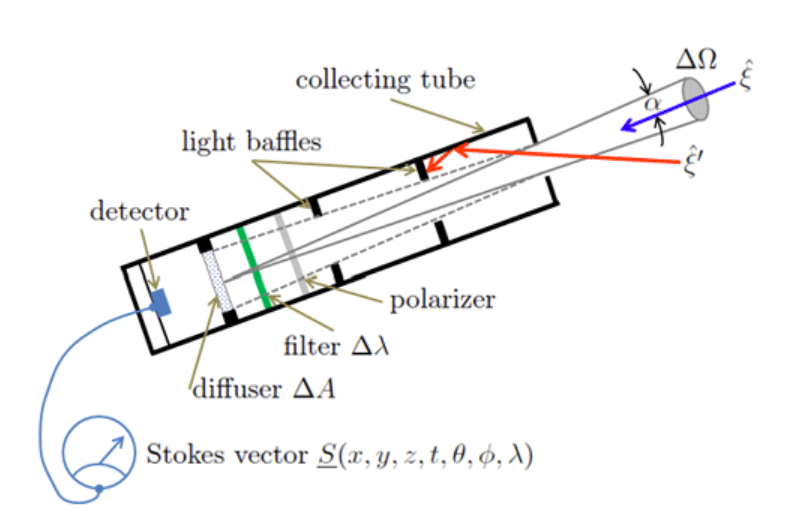 collecting tube
ΔΩ
ξ̂
α
light baffles
ξ̂′
detector
polarizer
filter Δλ
diffuser ΔA
Stokes vector S(x, y, z, t, θ, ϕ, λ)